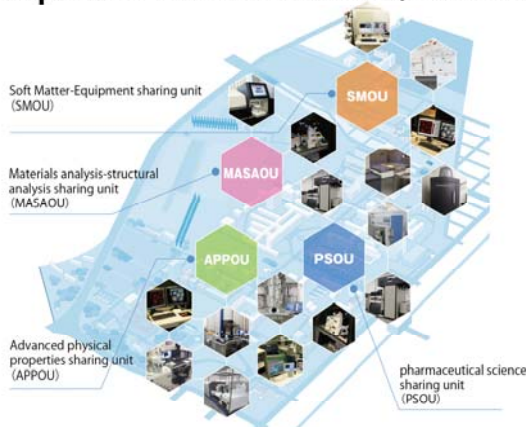 Soft Matter-Equipment sharing unit
(SMOU)
SMOU
Materials analysis-structural
analysis sharing unit
(MASAOU)
MASAOU
APPOU
PSOU
Advanced physical
properties sharing unit
(APPOU)
pharmaceutical science
sharing unit
(PSOU)